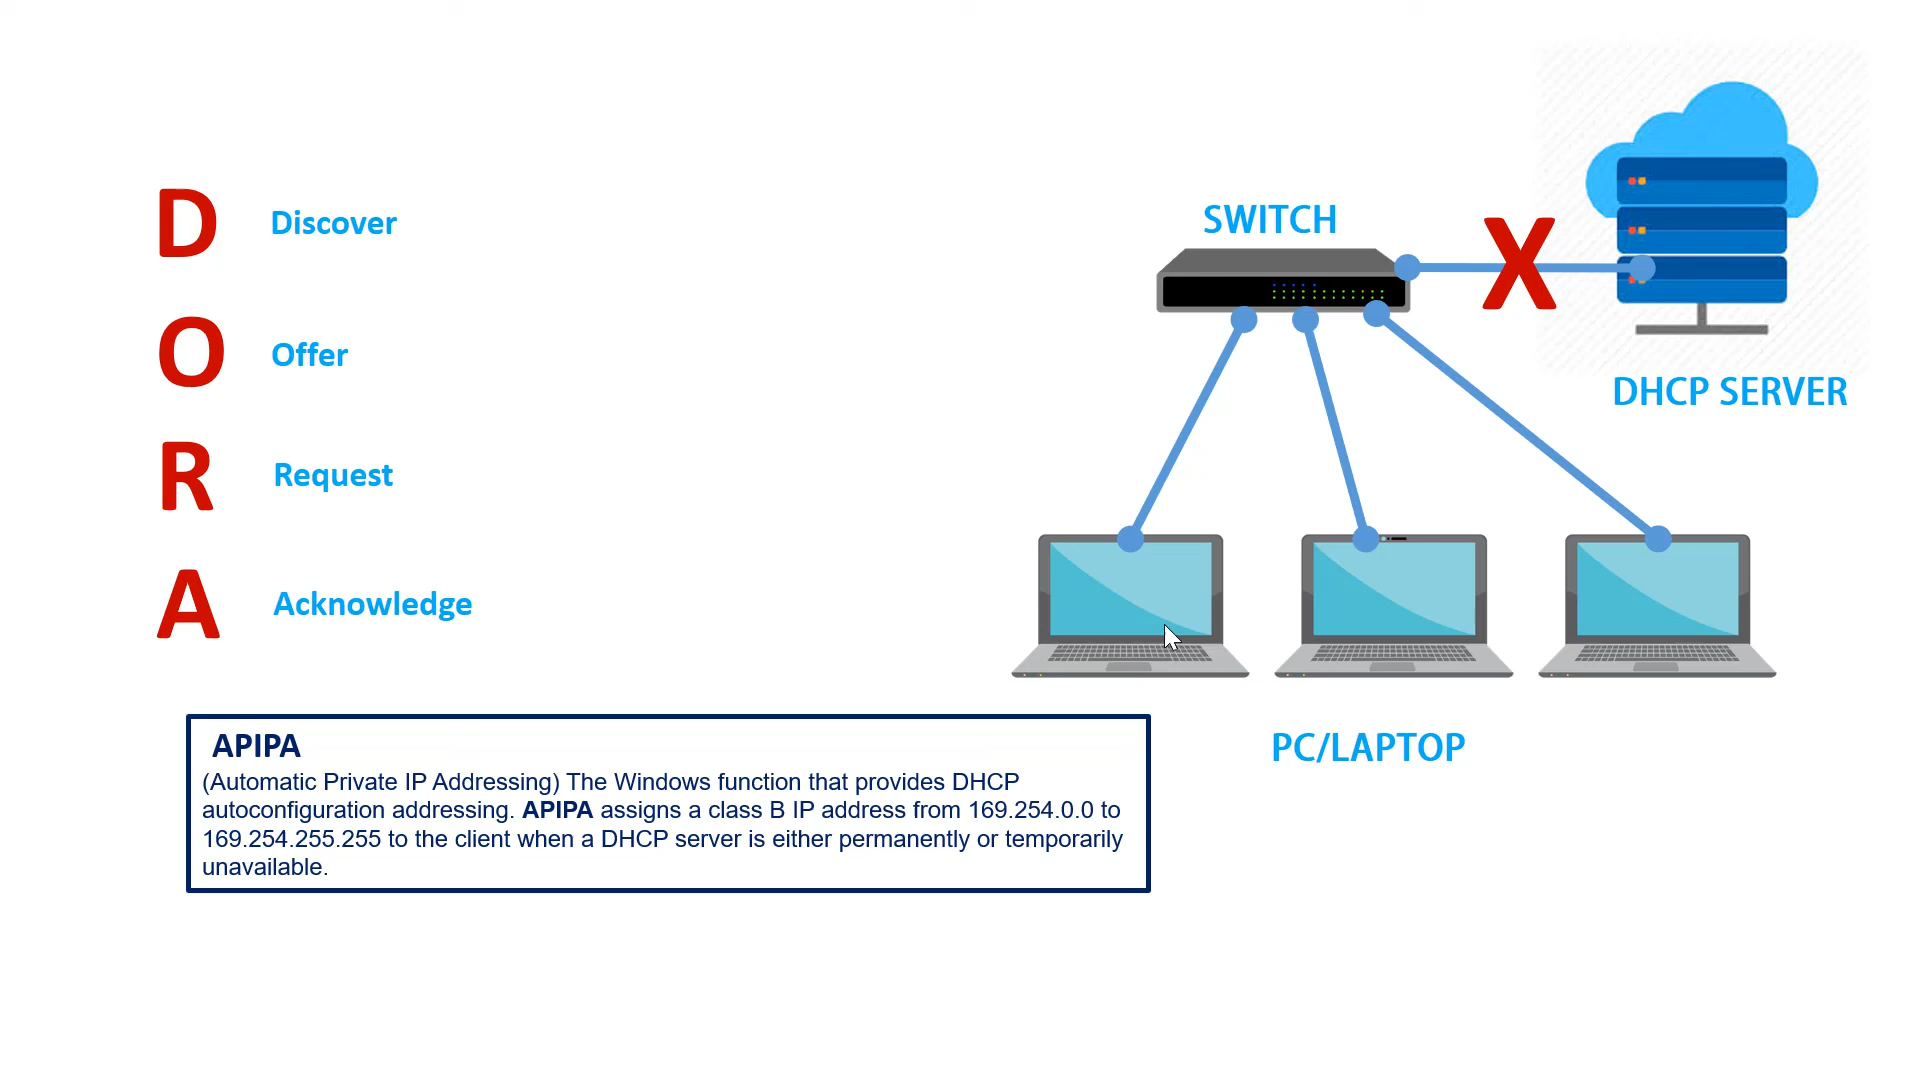 D Discover
O Offer
R Request
A Acknowledge
SWITCH
X
DHCP SERVER
PC/LAPTOP
APIPA
(Automatic Private IP Addressing) The Windows function that provides DHCP
autoconfiguration addressing. APIPA assigns a class B IP address from 169.254.0.0 to
169.254.255.255 to the client when a DHCP server is either permanently or temporarily
unavailable.